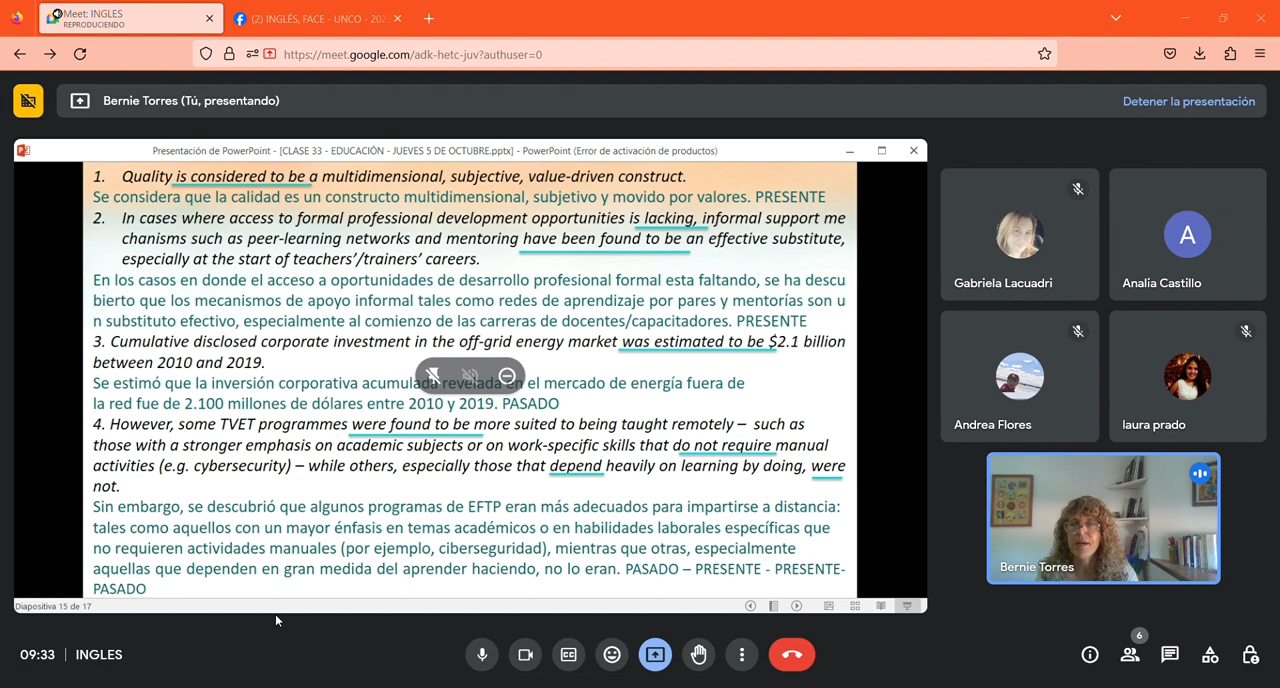 Meet: INGLES
REPRODUCIENDO
(2) INGLÉS, FACE - UNCO - 202
https://meet.google.com/adk-hetc-juv?authuser=0
Bernie Torres (Tú, presentando)
Detener la presentación
Presentación de PowerPoint - [CLASE 33 - EDUCACIÓN - JUEVES 5 DE OCTUBRE.pptx] - PowerPoint (Error de activación de productos)
1. Quality is considered to be a multidimensional, subjective, value-driven construct.
Se considera que la calidad es un constructo multidimensional, subjetivo y movido por valores. PRESENTE
2. In cases where access to formal professional development opportunities is lacking, informal support me
chanisms such as peer-learning networks and mentoring have been found to be an effective substitute,
especially at the start of teachers'/trainers' careers.
En los casos en donde el acceso a oportunidades de desarrollo profesional formal esta faltando, se ha descu
bierto que los mecanismos de apoyo informal tales como redes de aprendizaje por pares y mentorías son u
n substituto efectivo, especialmente al comienzo de las carreras de docentes/capacitadores. PRESENTE
3. Cumulative disclosed corporate investment in the off-grid energy market was estimated to be $2.1 billion
between 2010 and 2019.
Se estimó que la inversión corporativa acumulada revelada en el mercado de energía fuera de
la red fue de 2.100 millones de dólares entre 2010 y 2019. PASADO
4. However, some TVET programmes were found to be more suited to being taught remotely – such as
those with a stronger emphasis on academic subjects or on work-specific skills that do not require manual
activities (e.g. cybersecurity) – while others, especially those that depend heavily on learning by doing, were
not.
Sin embargo, se descubrió que algunos programas de EFTP eran más adecuados para impartirse a distancia:
tales como aquellos con un mayor énfasis en temas académicos o en habilidades laborales específicas que
no requieren actividades manuales (por ejemplo, ciberseguridad), mientras que otras, especialmente
aquellas que dependen en gran medida del aprender haciendo, no lo eran. PASADO – PRESENTE - PRESENTE-
PASADO
Diapositiva 15 de 17
Gabriela Lacuadri
A
Analia Castillo
Andrea Flores
laura prado
Bernie Torres
09:33 | INGLES
6